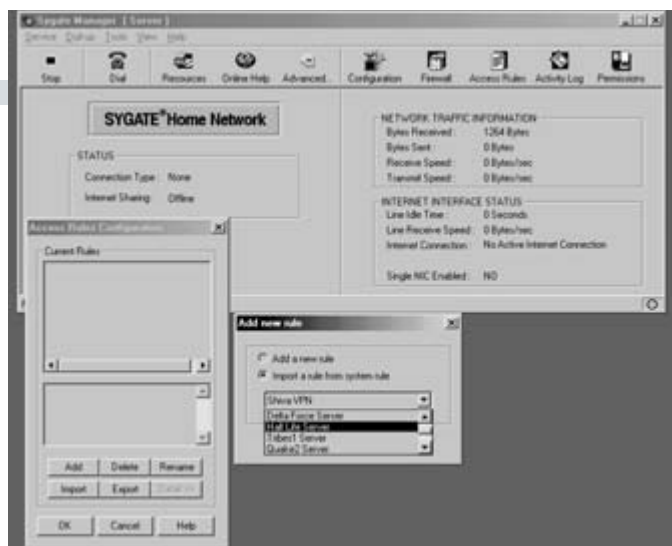 Sygate Manager ( Server )
Service Dial-up Tools View Help
Stop Dial Resources Online Help Advanced... Configuration Firewall Access Rules Activity Log Permissions
SYGATE®Home Network
STATUS
Connection Type : None
Internet Sharing : Offline
NETWORK TRAFFIC INFORMATION
Bytes Received : 1264 Bytes
Bytes Sent : 0 Bytes
Receive Speed : 0 Bytes/sec
Transmit Speed : 0 Bytes/sec
INTERNET INTERFACE STATUS
Line Idle Time : 0 Seconds
Line Receive Speed : 0 Bytes/sec
Internet Connection : No Active Internet Connection
Single NIC Enabled : NO
Access Rules Configuration
Current Rules
Add Delete Rename
Import Export
OK Cancel Help
Add new rule
Add a new rule
Import a rule from system rule
Shiva VPN
Delta Force Server
Half Life Server
Tribes1 Server
Quake2 Server